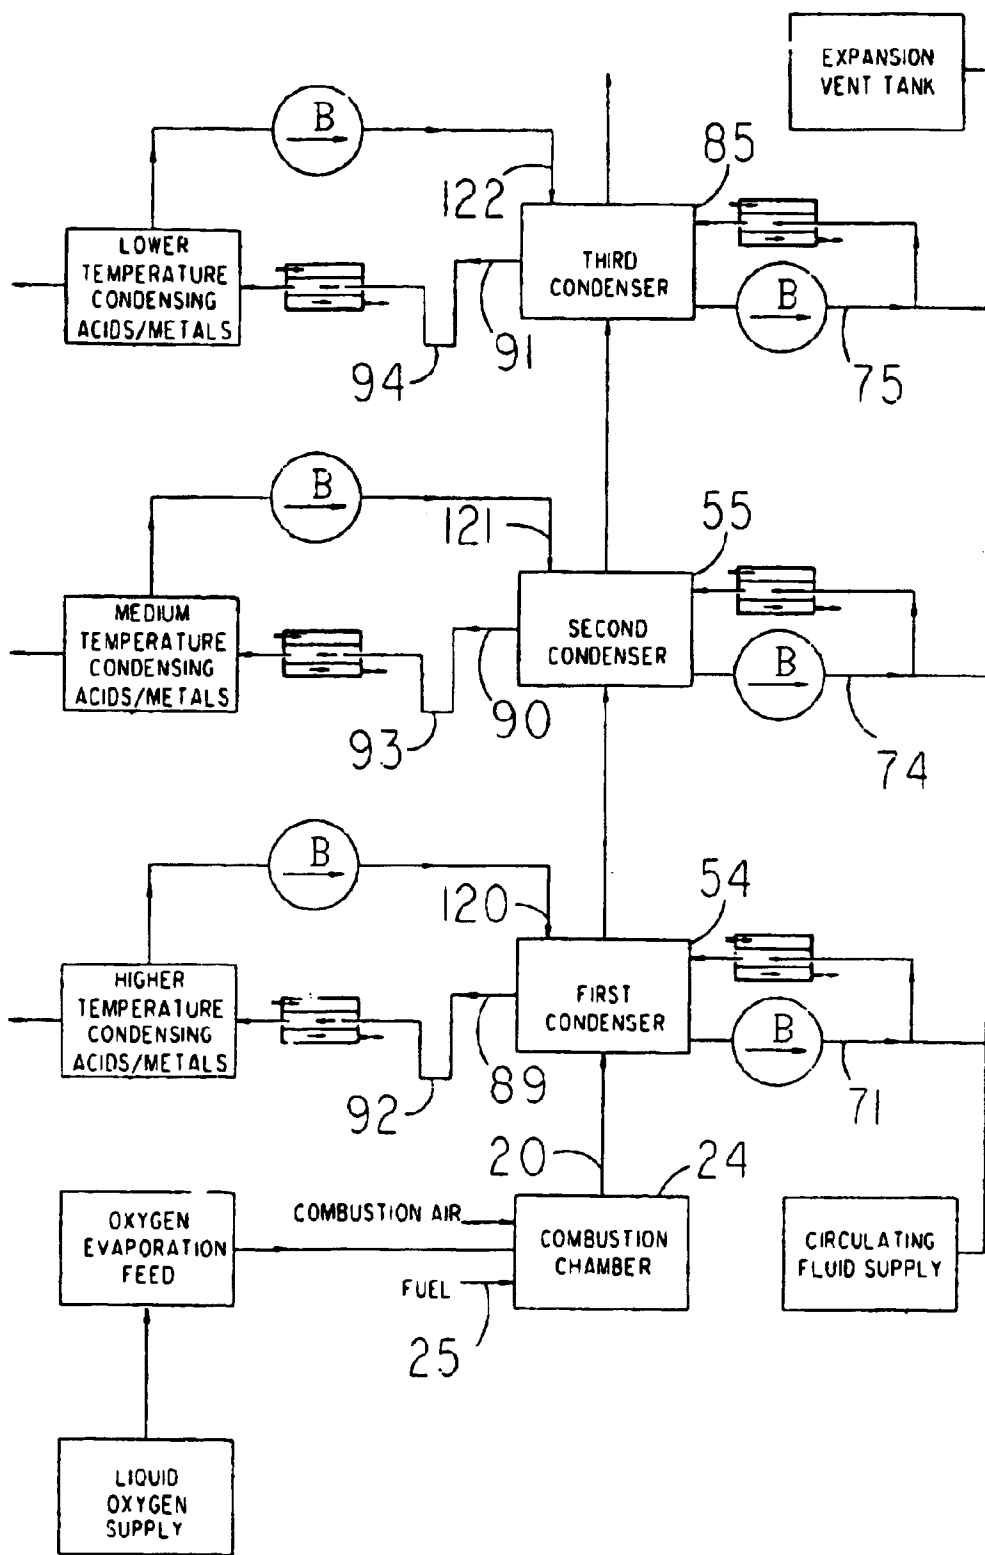 EXPANSION
VENT TANK
B
85
122
LOWER
TEMPERATURE
CONDENSING
ACIDS/METALS
THIRD
CONDENSER
B
94
91
75
B
121
55
MEDIUM
TEMPERATURE
CONDENSING
ACIDS/METALS
SECOND
CONDENSER
B
93
90
74
B
120
54
HIGHER
TEMPERATURE
CONDENSING
ACIDS/METALS
FIRST
CONDENSER
B
92
89
71
20
24
OXYGEN
EVAPORATION
FEED
COMBUSTION AIR
FUEL
25
COMBUSTION
CHAMBER
CIRCULATING
FLUID SUPPLY
LIQUID
OXYGEN
SUPPLY